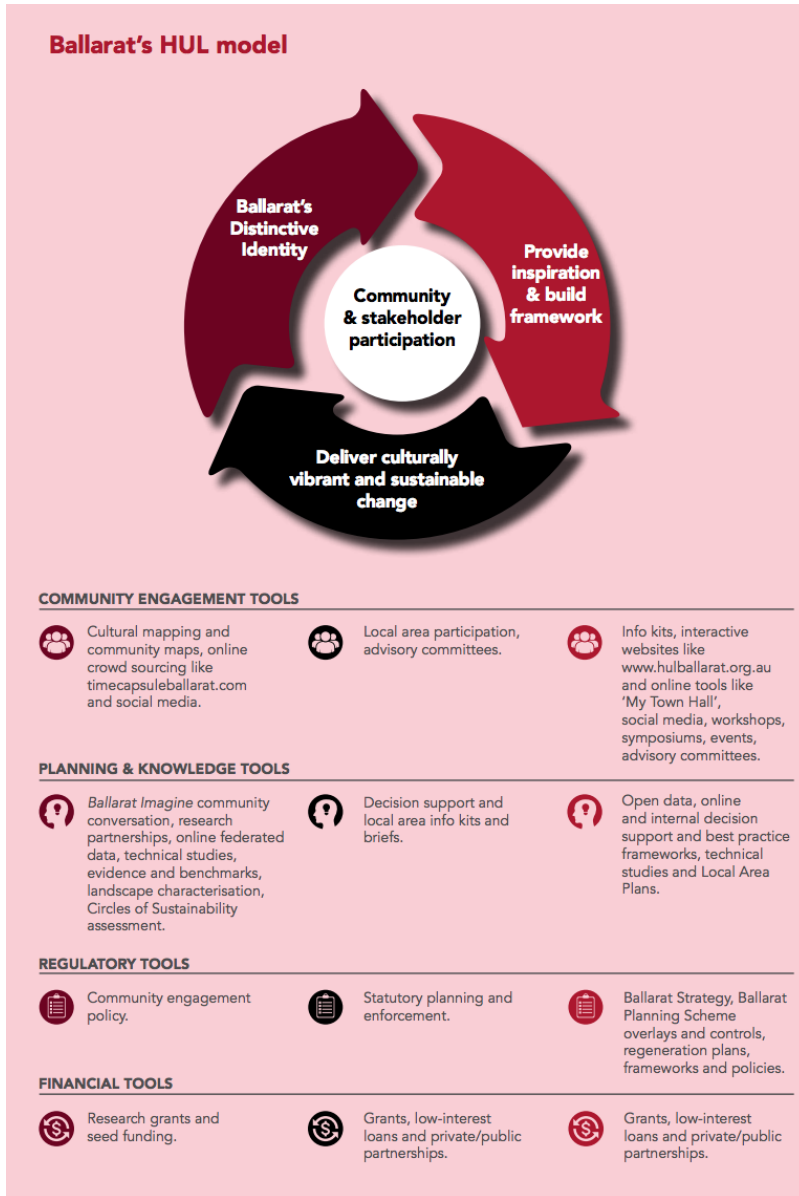 Ballarat's HUL model
Ballarat's
Distinctive
Identity
Provide
inspiration
& build
framework
Community
& stakeholder
participation
Deliver culturally
vibrant and sustainable
change
COMMUNITY ENGAGEMENT TOOLS
Cultural mapping and
community maps, online
crowd sourcing like
timecapsuleballarat.com
and social media.
Local area participation,
advisory committees.
Info kits, interactive
websites like
www.hulballarat.org.au
and online tools like
‘My Town Hall’,
social media, workshops,
symposiums, events,
advisory committees.
PLANNING & KNOWLEDGE TOOLS
Ballarat Imagine community
conversation, research
partnerships, online federated
data, technical studies,
evidence and benchmarks,
landscape characterisation,
Circles of Sustainability
assessment.
Decision support and
local area info kits and
briefs.
Open data, online
and internal decision
support and best practice
frameworks, technical
studies and Local Area
Plans.
REGULATORY TOOLS
Community engagement
policy.
Statutory planning and
enforcement.
Ballarat Strategy, Ballarat
Planning Scheme
overlays and controls,
regeneration plans,
frameworks and policies.
FINANCIAL TOOLS
Research grants and
seed funding.
Grants, low-interest
loans and private/public
partnerships.
Grants, low-interest
loans and private/public
partnerships.